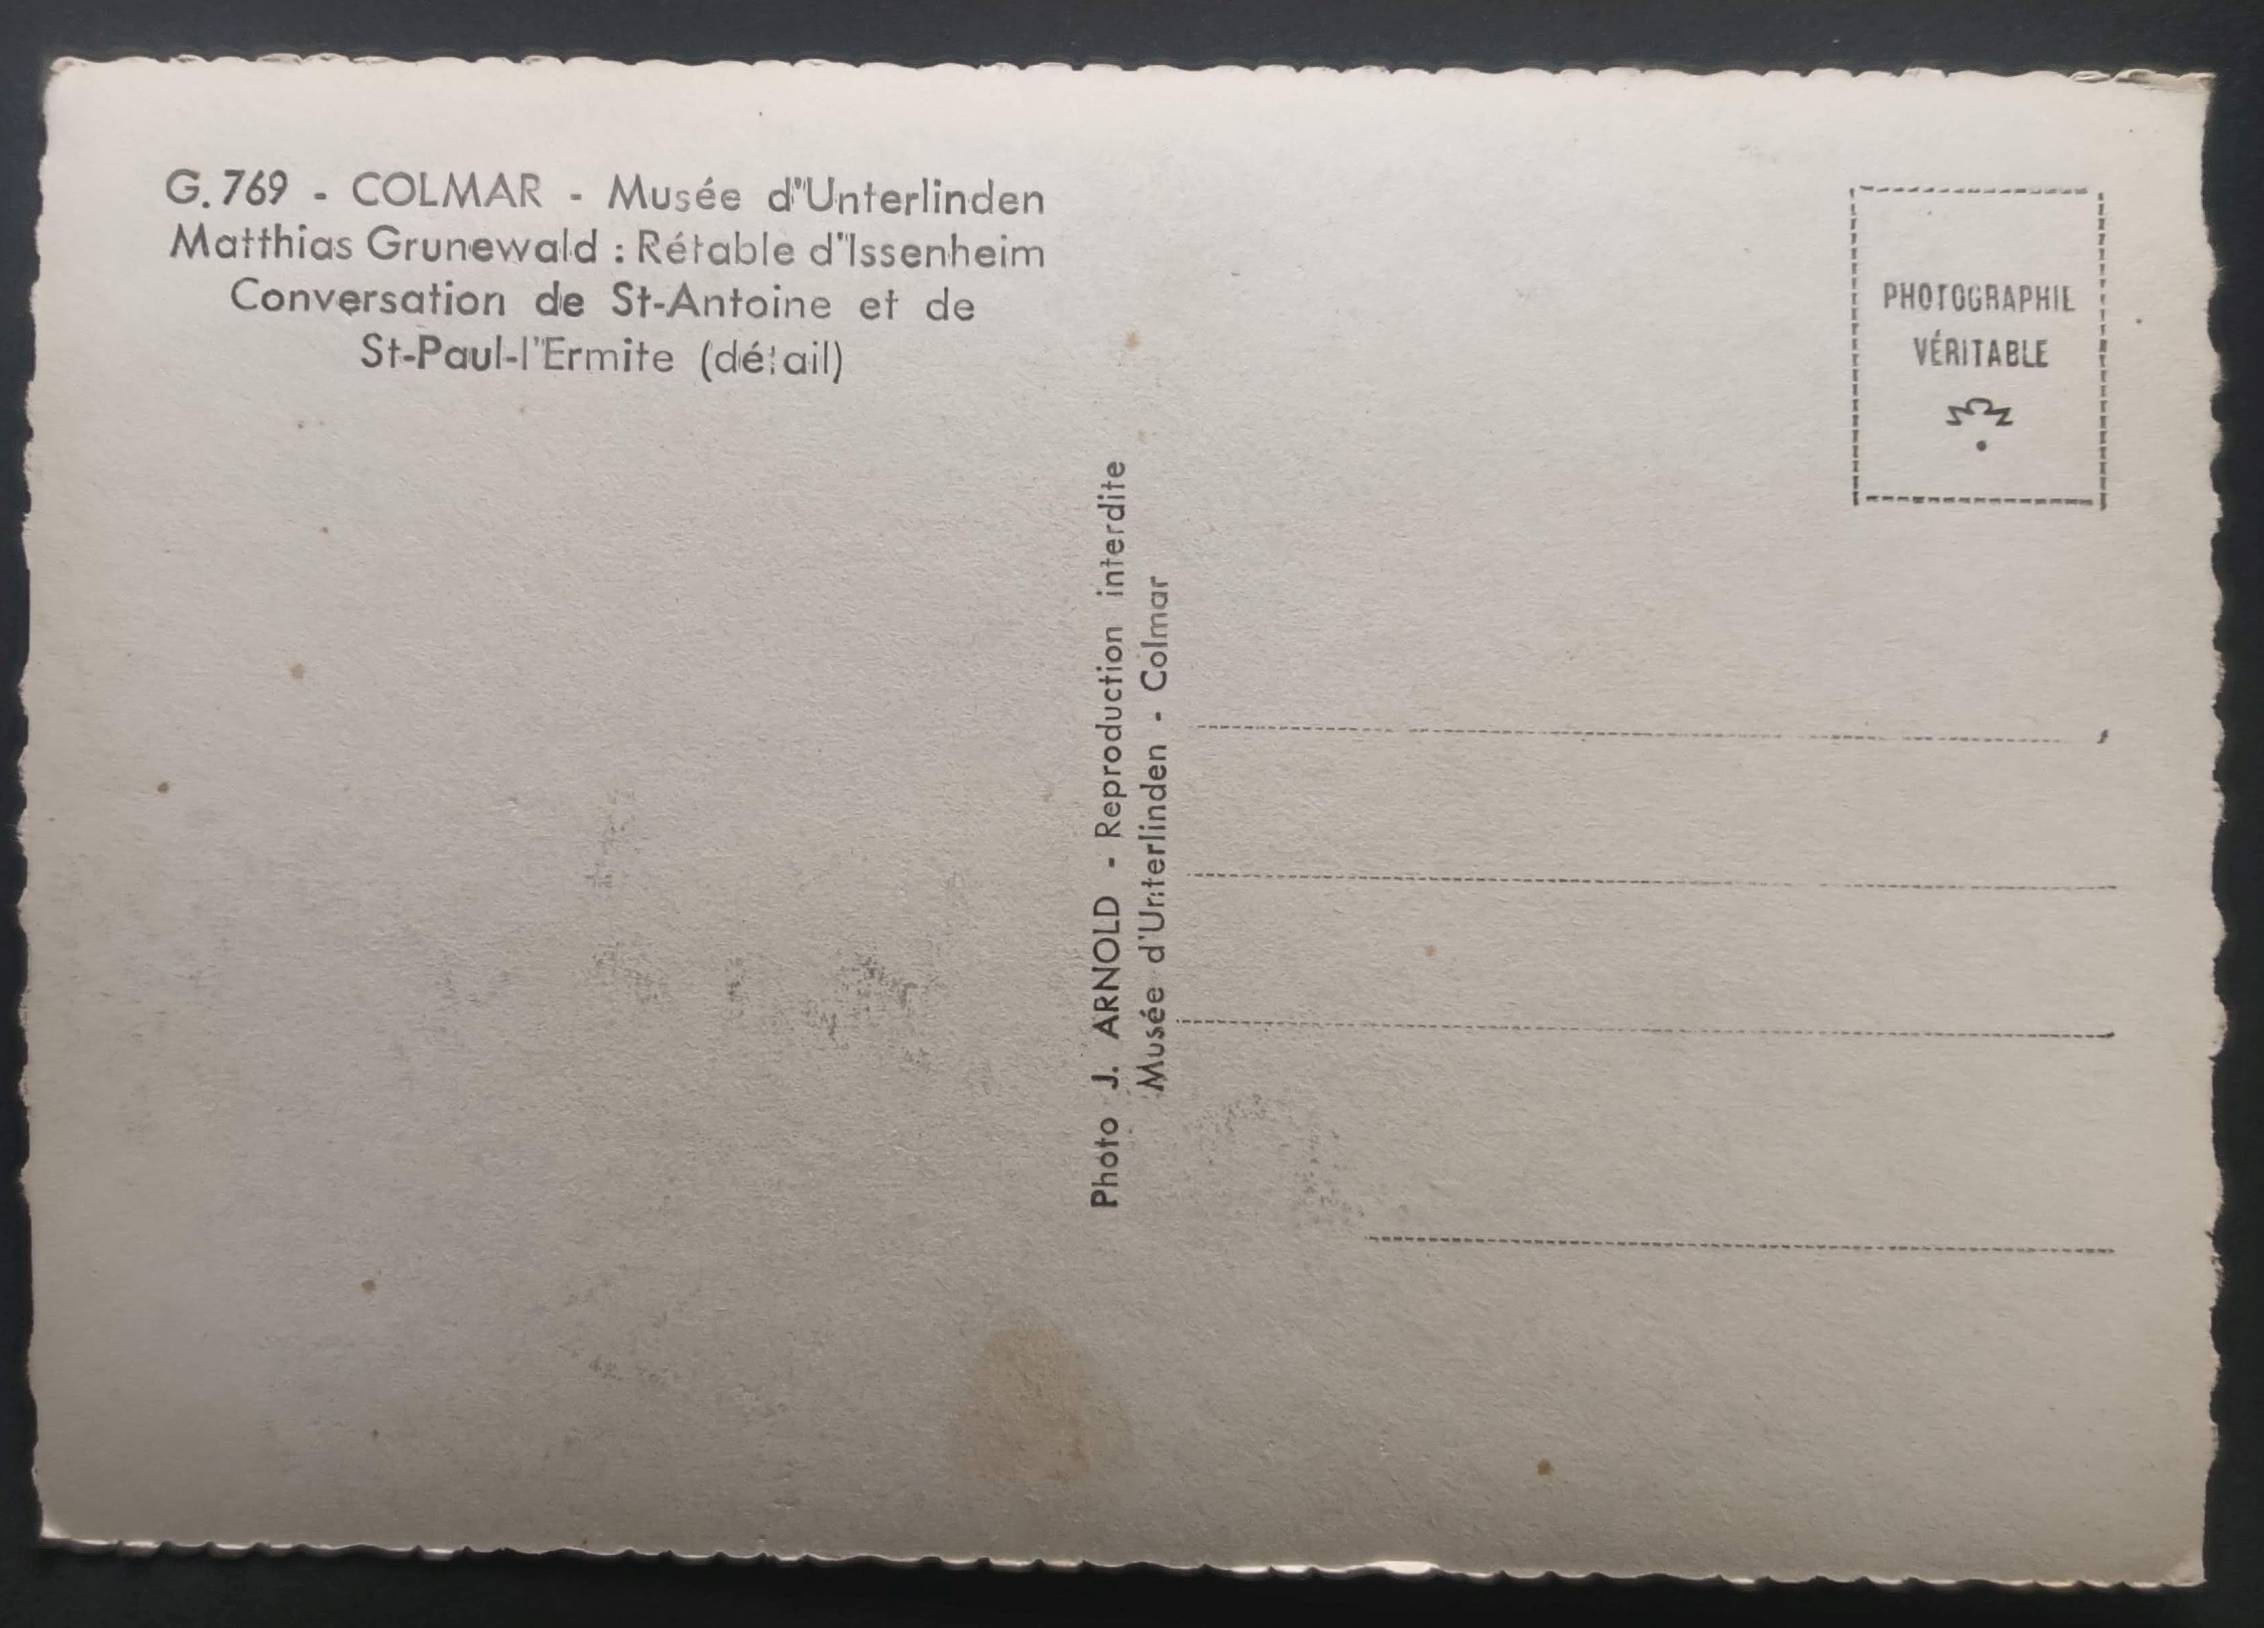 G. 769 - COLMAR - Musée d'Unterlinden
Matthias Grunewald : Rétable d'Issenheim
Conversation de St-Antoine et de
St-Paul-l'Ermite (détail)
PHOTOGRAPHIE
VÉRITABLE
Photo J. ARNOLD - Reproduction interdite
Musée d'Unterlinden - Colmar